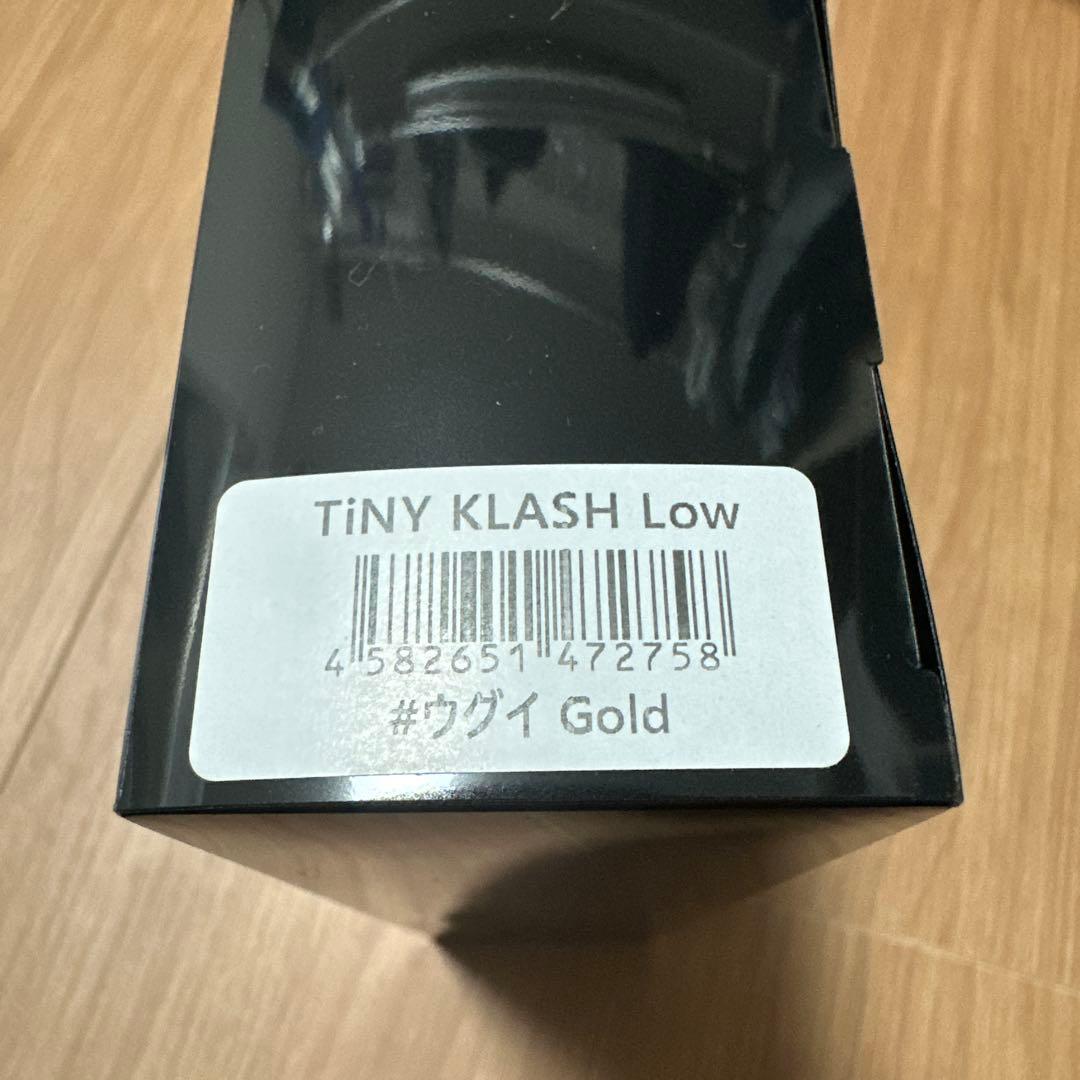 TiNY KLASH Low
4 582651 472758
#ウグイ Gold